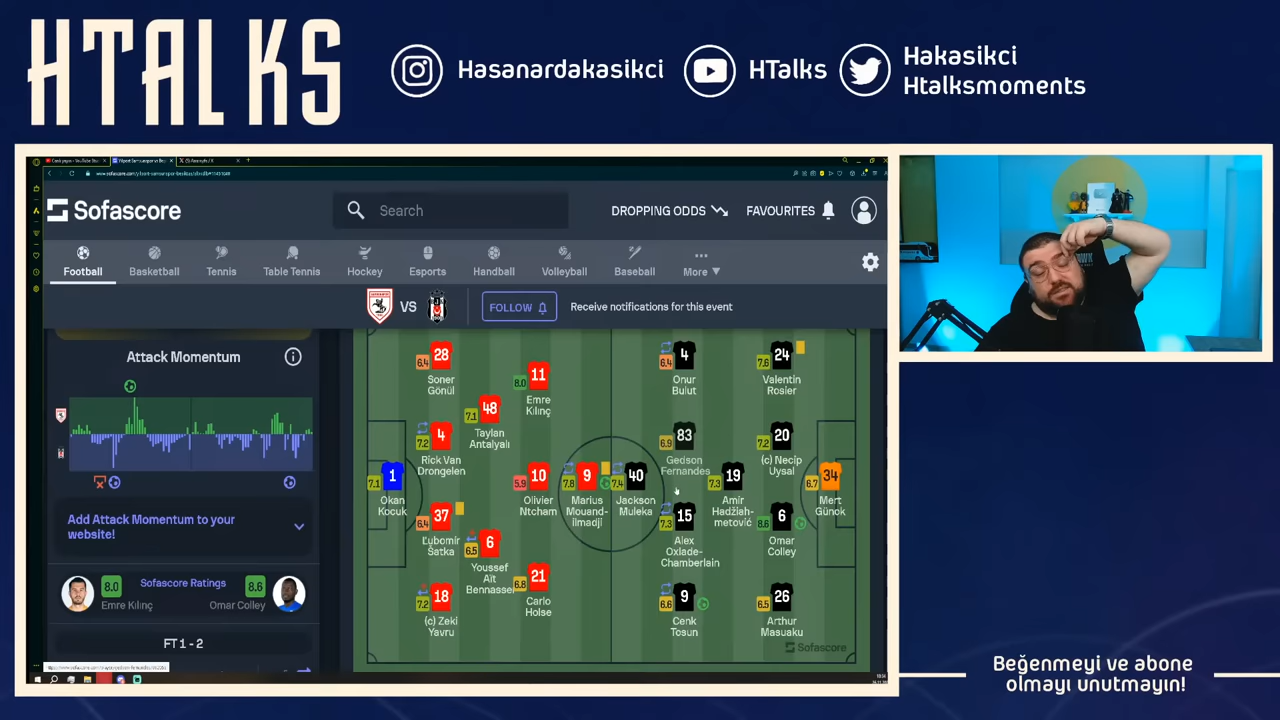 HTALKS
Hasanardakasikci
HTalks
Hakasikci
Htalksmoments
Sofascore
Search
DROPPING ODDS
FAVOURITES
Football
Basketball
Tennis
Table Tennis
Hockey
Esports
Handball
Volleyball
Baseball
More
VS
FOLLOW
Receive notifications for this event
Attack Momentum
Add Attack Momentum to your
website!
8.0
Sofascore Ratings
8.6
Emre Kılınç
Omar Colley
FT 1 - 2
28
6.4
Soner
Gönül
11
8.0
Emre
Kılınç
48
7.1
Taylan
Antalyalı
4
7.2
Rick Van
Drongelen
1
7.1
Okan
Kocuk
10
5.9
Olivier
Ntcham
9
7.8
Marius
Mouand-
ilmadji
37
6.4
Ľubomír
Šatka
6
6.5
Youssef
Aït
Bennasser
21
6.8
Carlo
Holse
18
7.2
(c) Zeki
Yavru
4
6.4
Onur
Bulut
24
7.6
Valentin
Rosier
83
6.9
Gedson
Fernandes
20
7.2
(c) Necip
Uysal
40
7.4
Jackson
Muleka
19
7.3
Amir
Hadžiah-
metović
34
6.7
Mert
Günok
15
7.3
Alex
Oxlade-
Chamberlain
6
8.6
Omar
Colley
9
6.6
Cenk
Tosun
26
6.5
Arthur
Masuaku
Sofascore
Beğenmeyi ve abone
olmayı unutmayın!